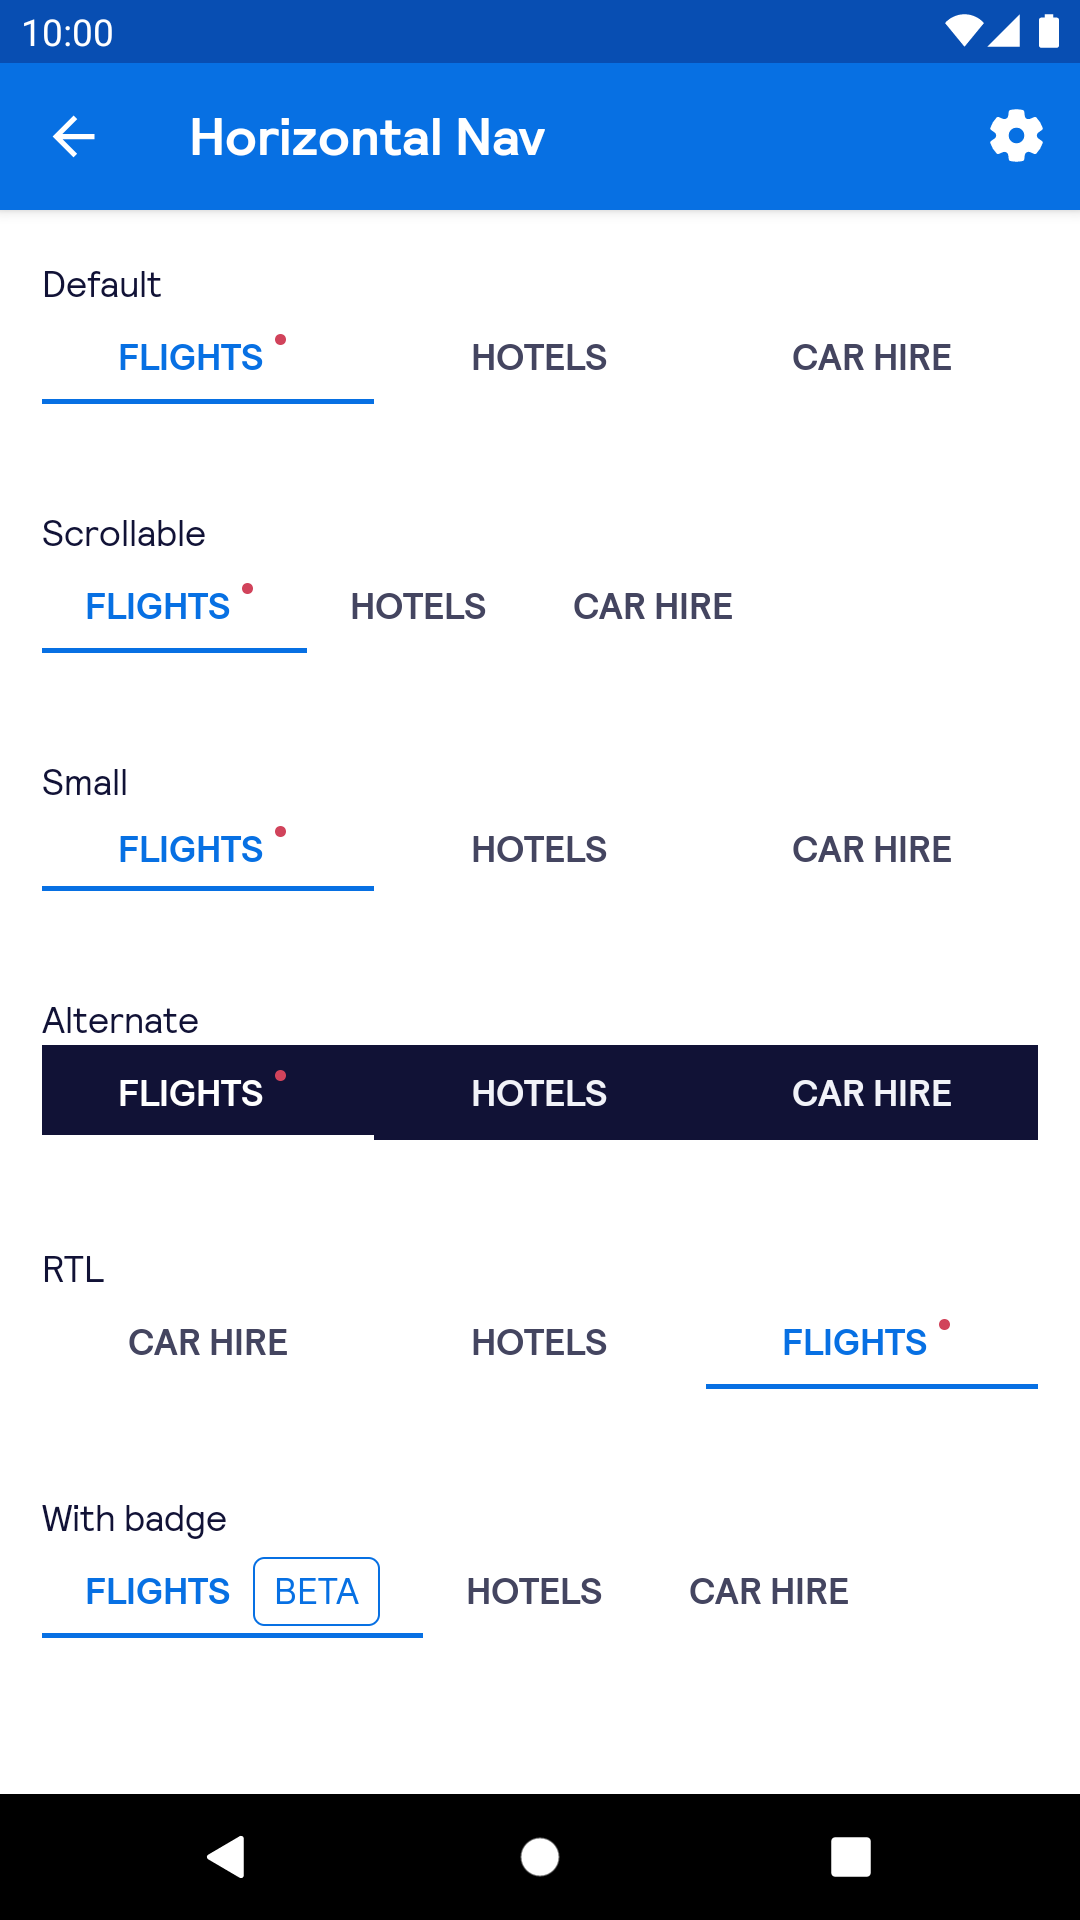 10:00
Horizontal Nav
Default
FLIGHTS HOTELS CAR HIRE
Scrollable
FLIGHTS HOTELS CAR HIRE
Small
FLIGHTS HOTELS CAR HIRE
Alternate
FLIGHTS HOTELS CAR HIRE
RTL
CAR HIRE HOTELS FLIGHTS
With badge
FLIGHTS BETA HOTELS CAR HIRE